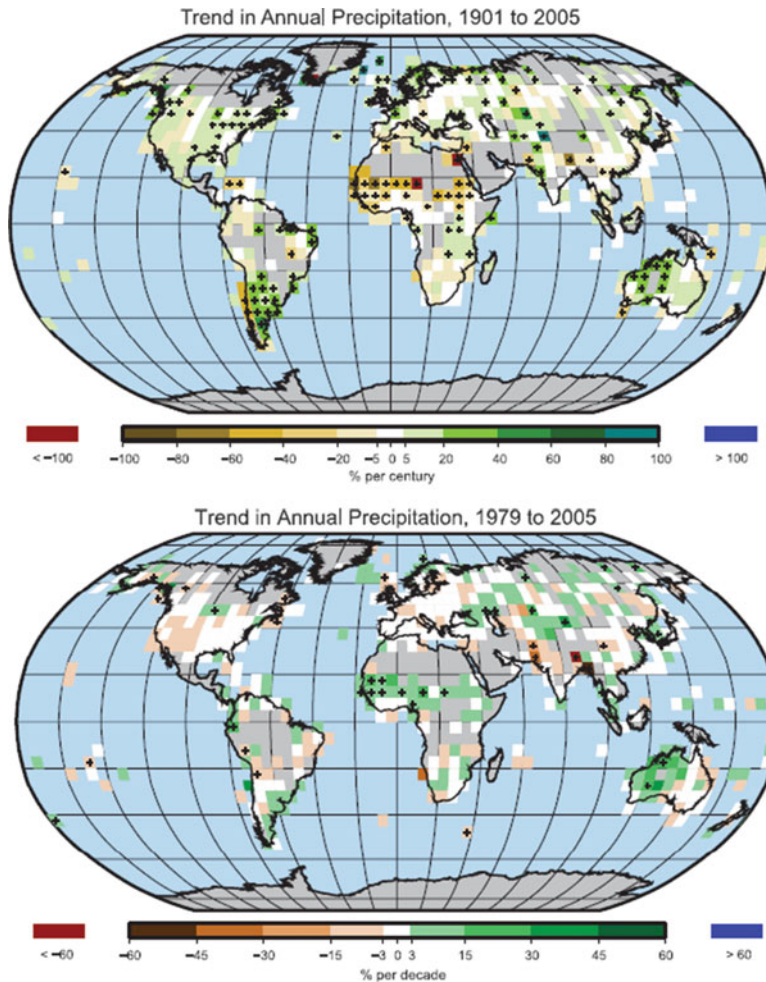 Trend in Annual Precipitation, 1901 to 2005
−100 −80 −60 −40 −20 −5 0 5 20 40 60 80 100
< −100 > 100
% per century
Trend in Annual Precipitation, 1979 to 2005
−60 −45 −30 −15 −3 0 3 15 30 45 60
< −60 > 60
% per decade